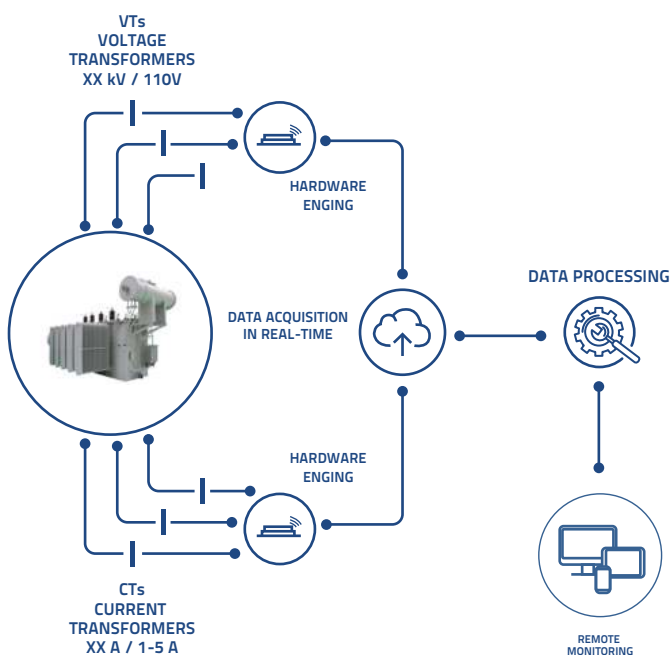 VTs
VOLTAGE
TRANSFORMERS
XX kV / 110V
HARDWARE
ENGING
DATA ACQUISITION
IN REAL-TIME
DATA PROCESSING
HARDWARE
ENGING
CTs
CURRENT
TRANSFORMERS
XX A / 1-5 A
REMOTE
MONITORING